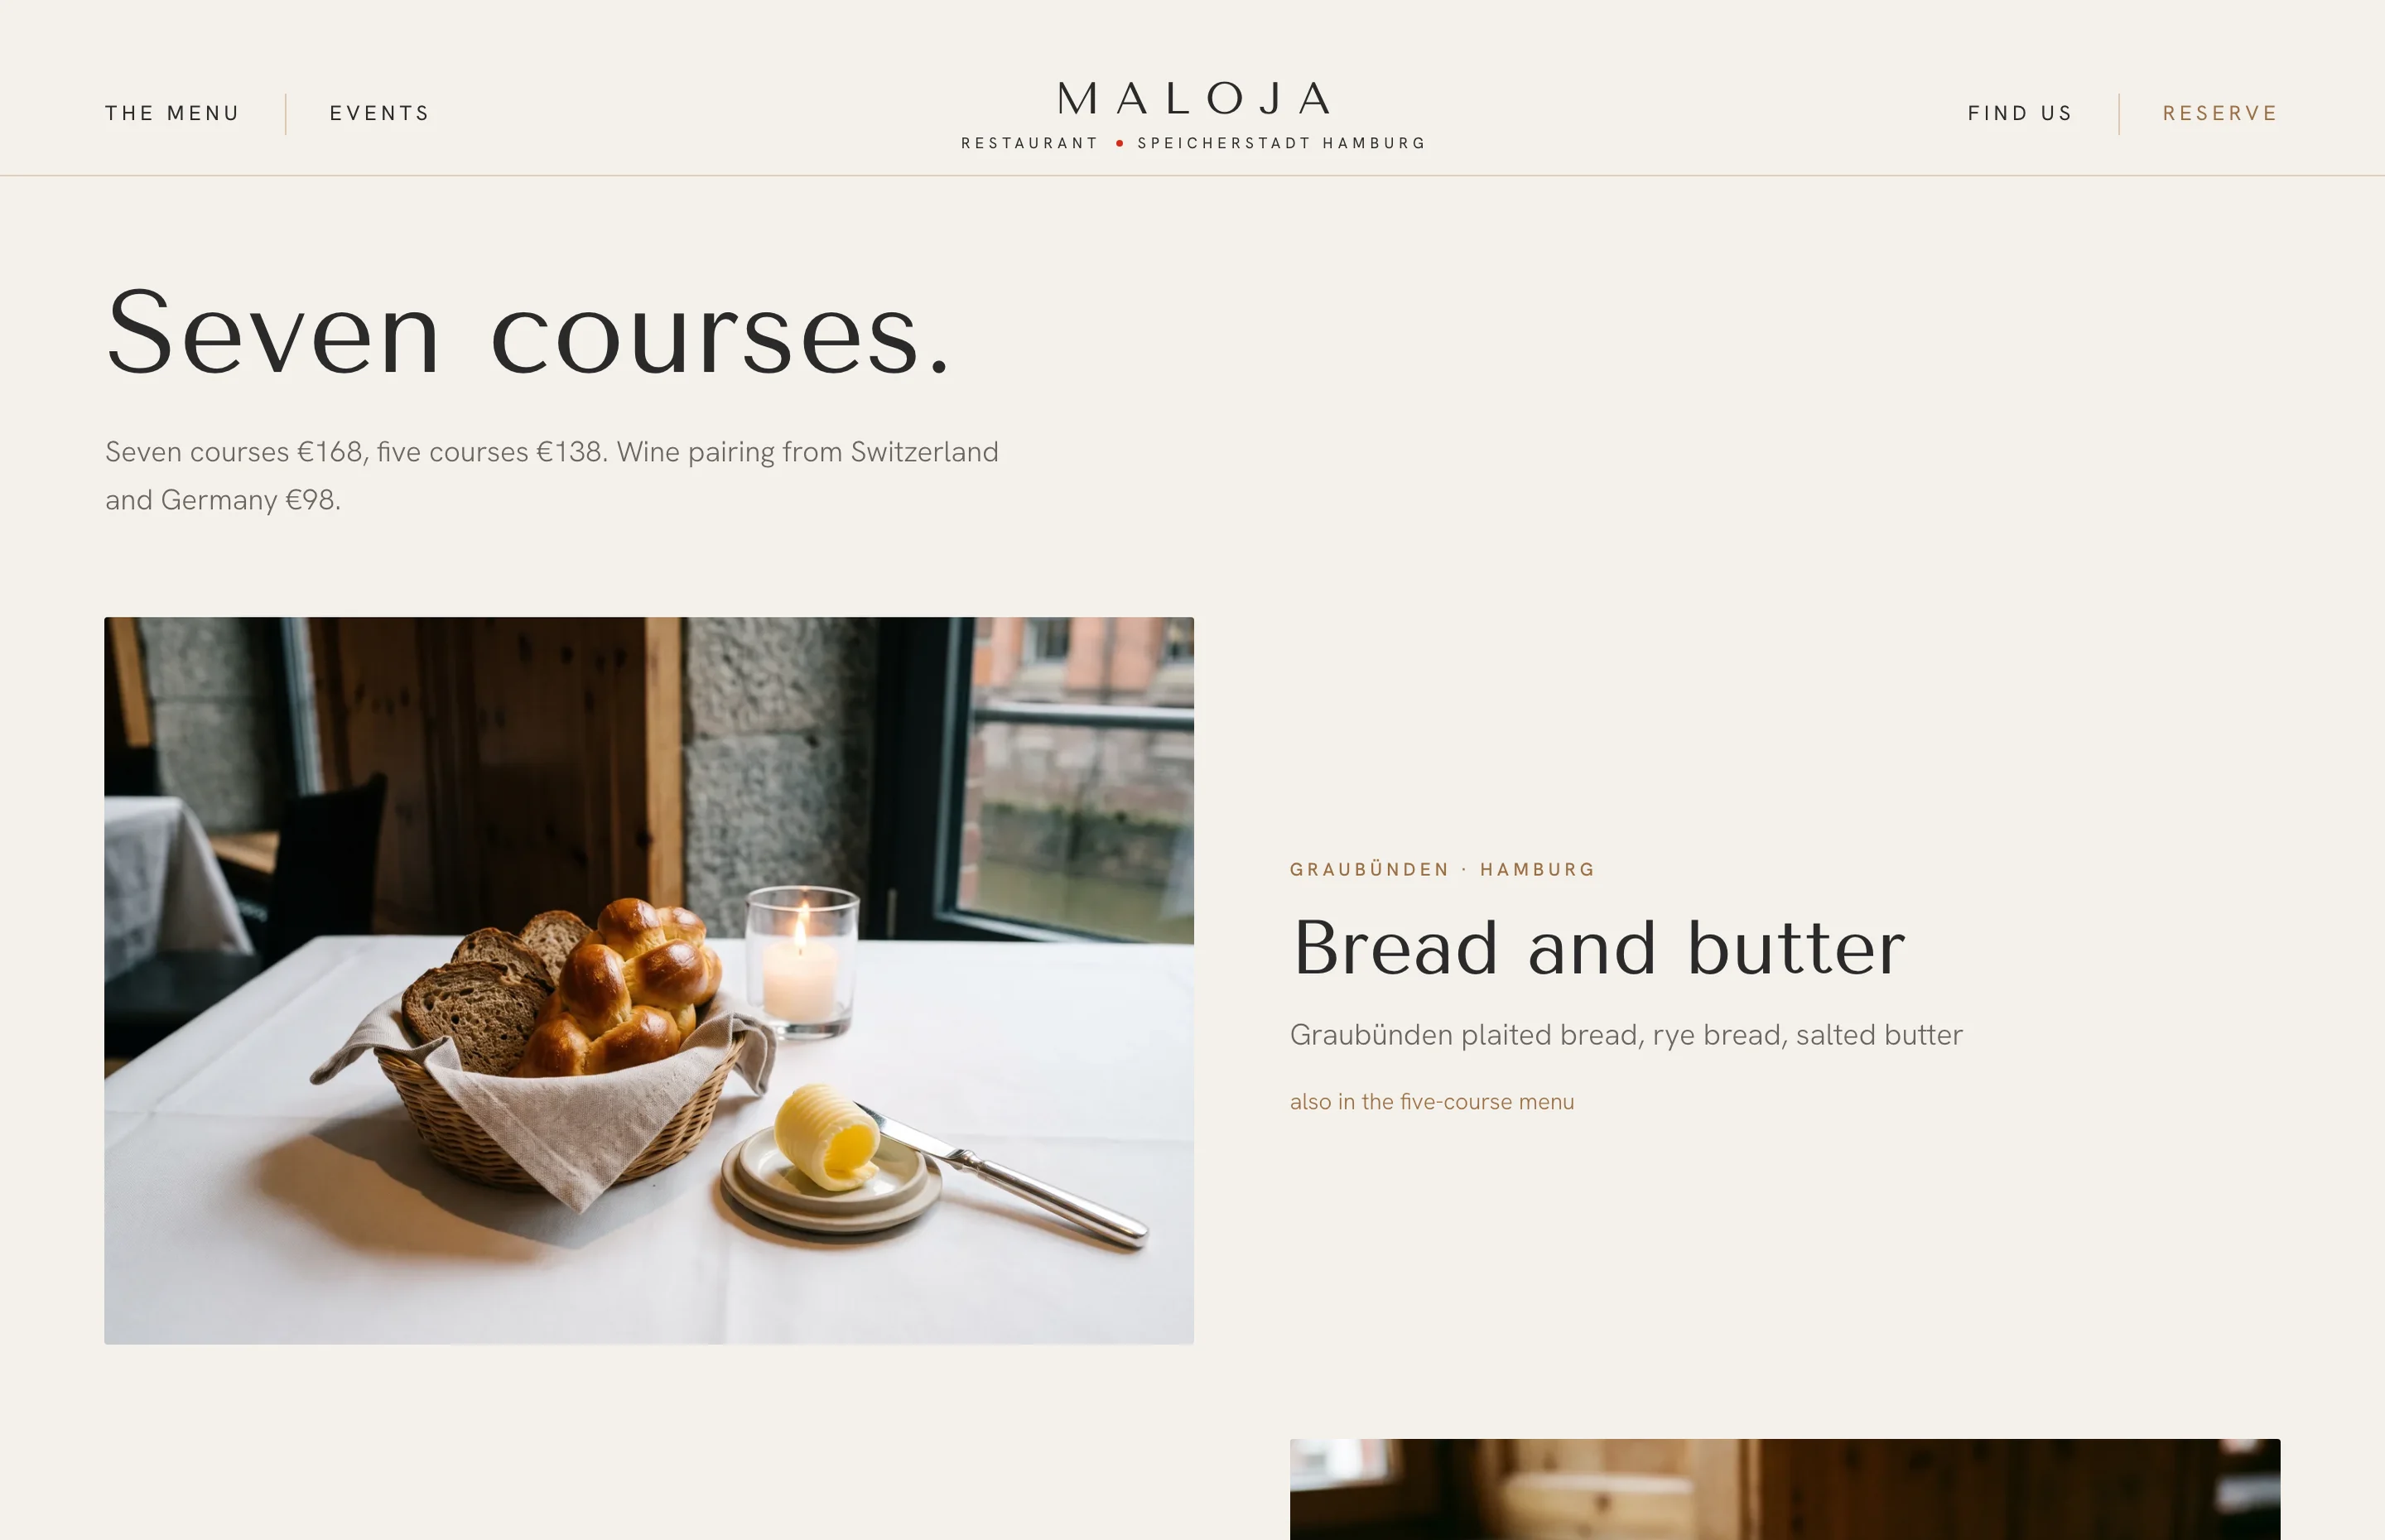 THE MENU
EVENTS
MALOJA
RESTAURANT • SPEICHERSTADT HAMBURG
FIND US
RESERVE
Seven courses.
Seven courses €168, five courses €138. Wine pairing from Switzerland
and Germany €98.
GRAUBÜNDEN · HAMBURG
Bread and butter
Graubünden plaited bread, rye bread, salted butter
also in the five-course menu